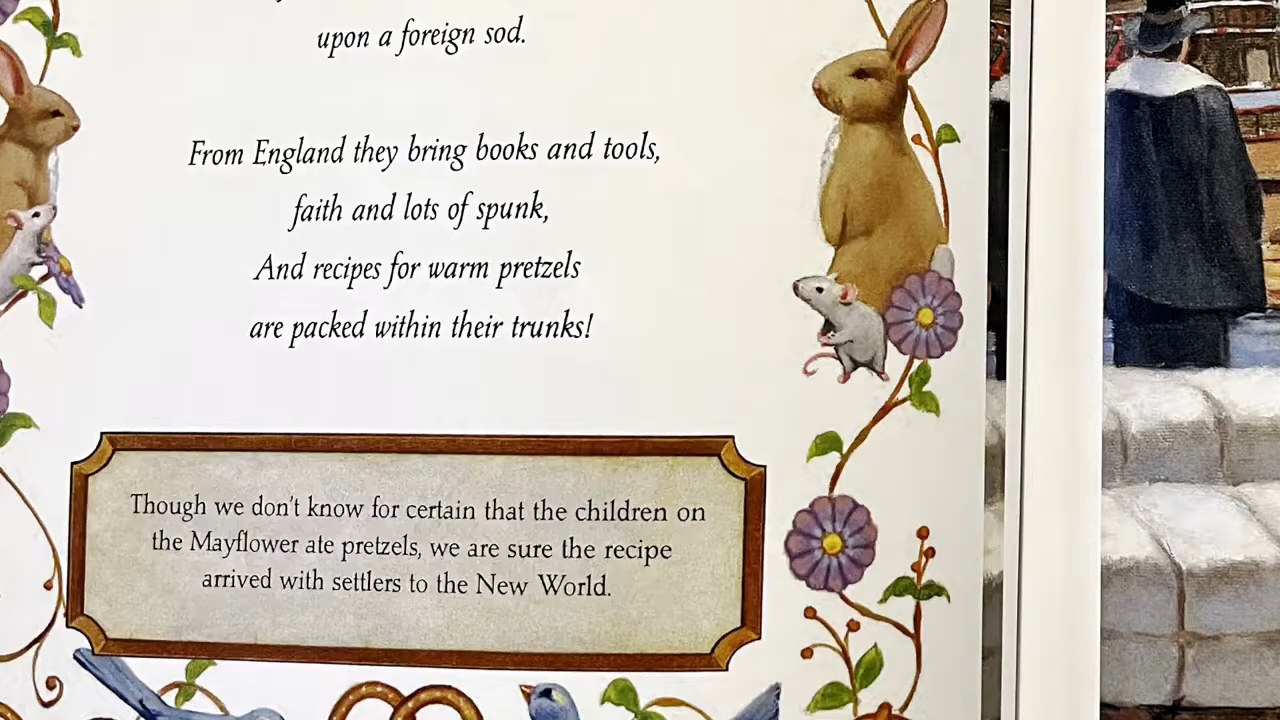 upon a foreign sod.
From England they bring books and tools,
faith and lots of spunk,
And recipes for warm pretzels
are packed within their trunks!
Though we don't know for certain that the children on
the Mayflower ate pretzels, we are sure the recipe
arrived with settlers to the New World.